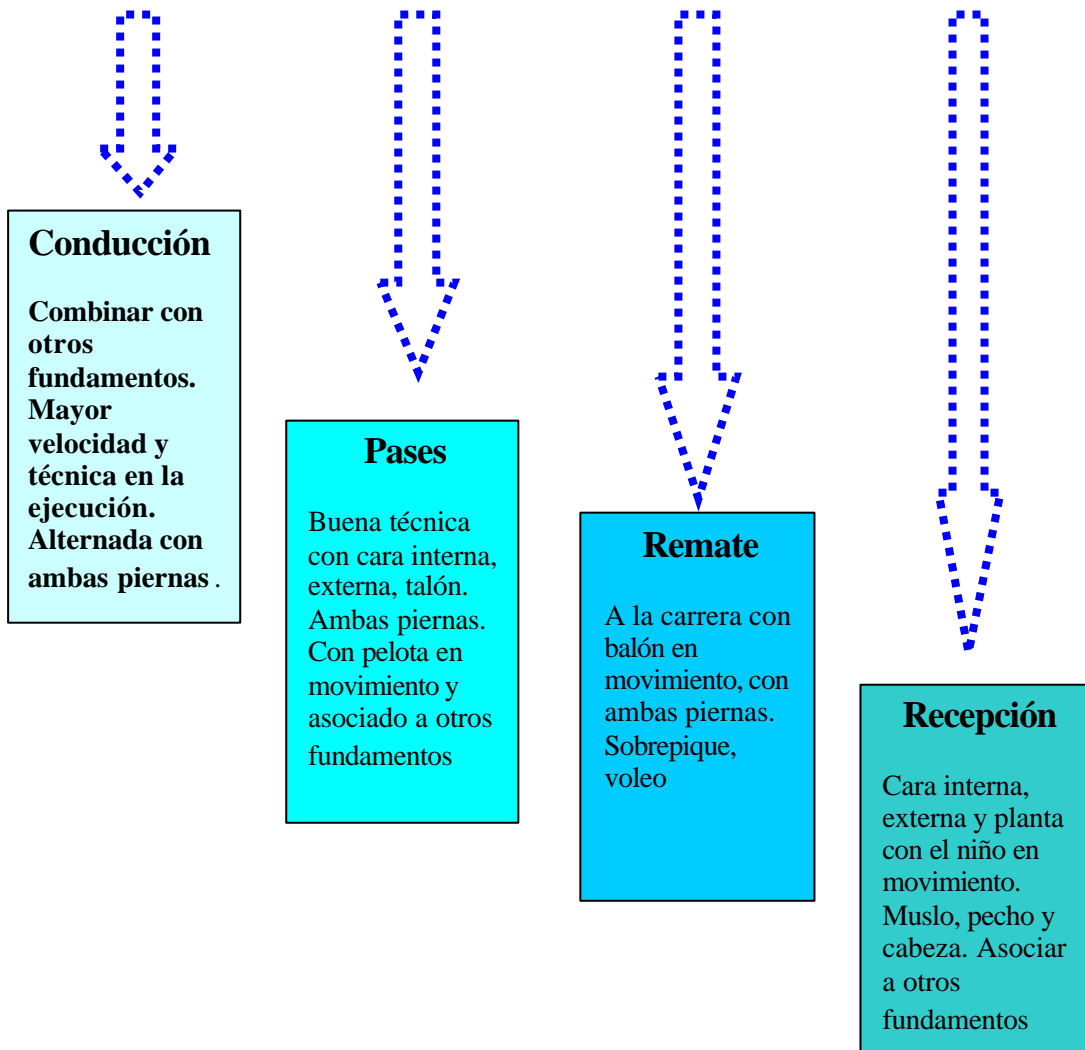 Conducción
Combinar con
otros
fundamentos.
Mayor
velocidad y
técnica en la
ejecución.
Alternada con
ambas piernas.
Pases
Buena técnica
con cara interna,
externa, talón.
Ambas piernas.
Con pelota en
movimiento y
asociado a otros
fundamentos
Remate
A la carrera con
balón en
movimiento, con
ambas piernas.
Sobrepique,
voleo
Recepción
Cara interna,
externa y planta
con el niño en
movimiento.
Muslo, pecho y
cabeza. Asociar
a otros
fundamentos